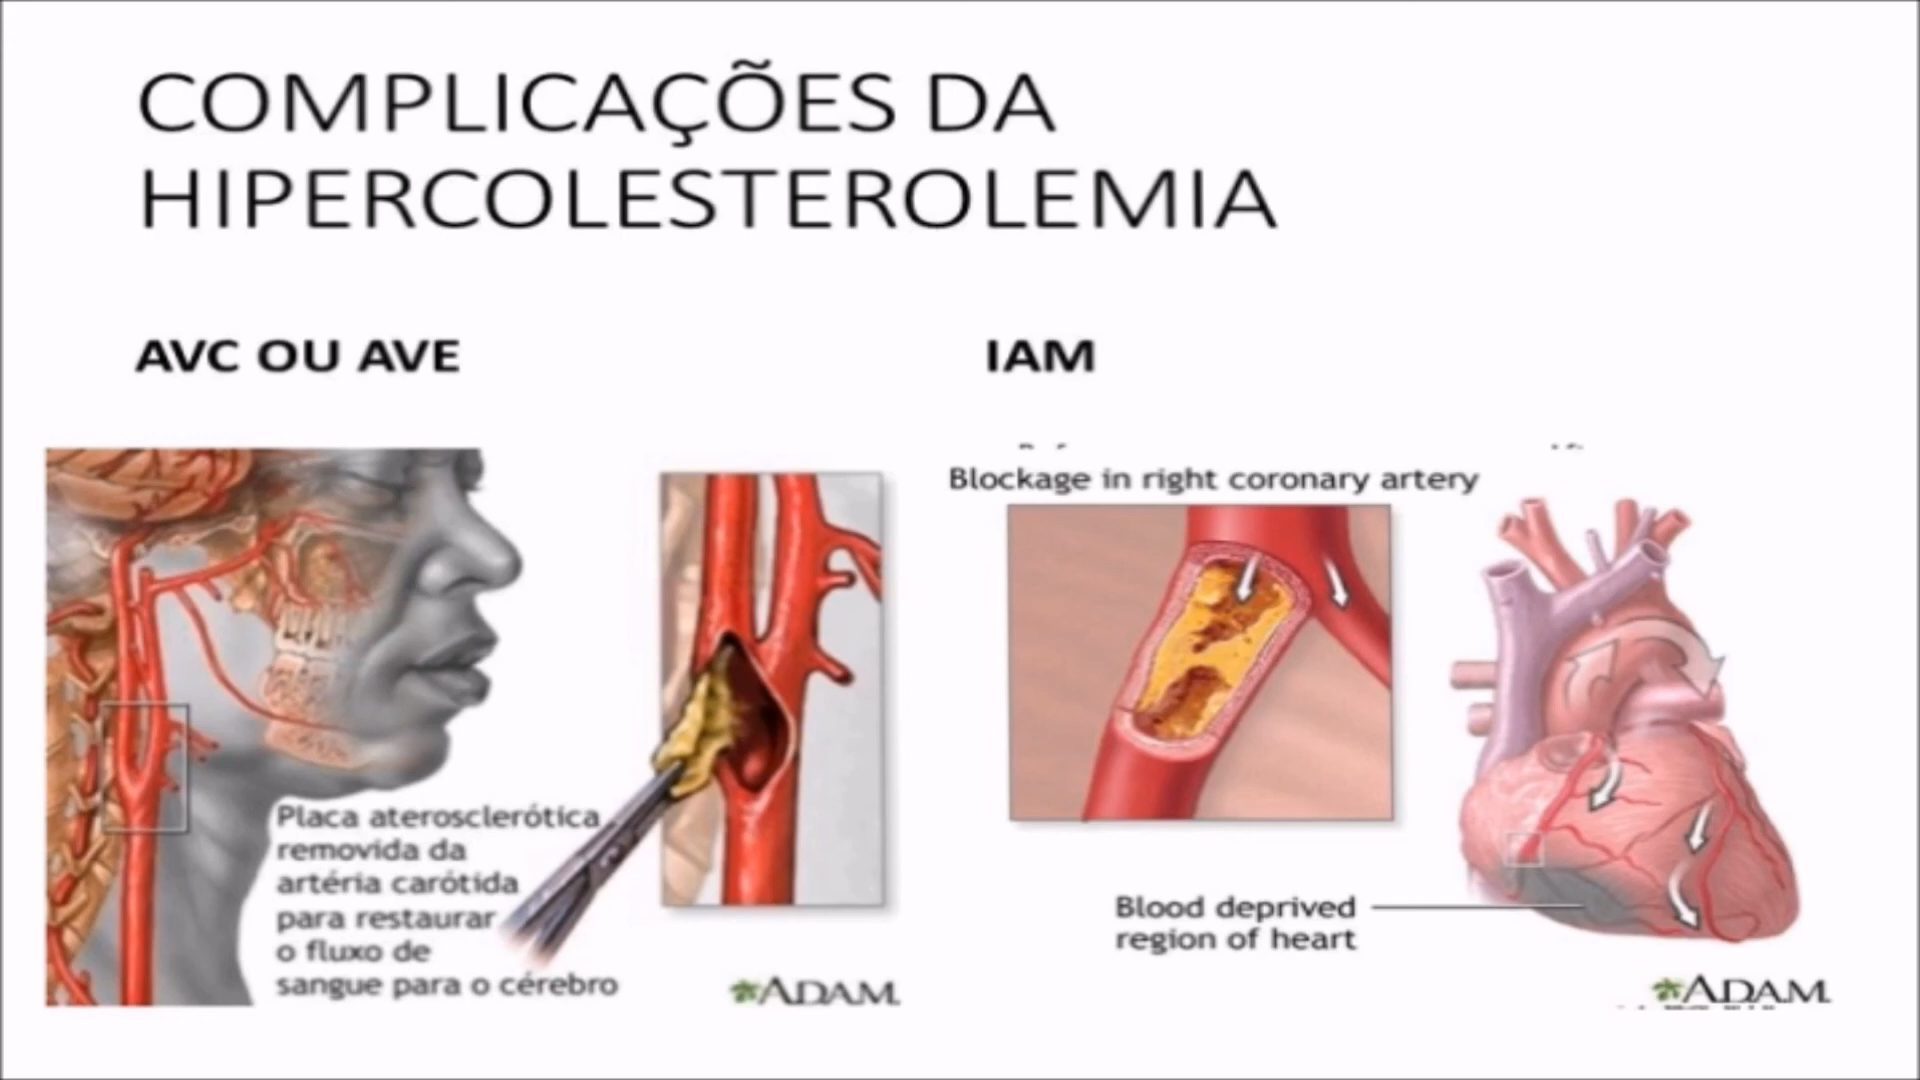 COMPLICAÇÕES DA
HIPERCOLESTEROLEMIA
AVC OU AVE
IAM
Placa aterosclerótica
removida da
artéria carótida
para restaurar
o fluxo de
sangue para o cérebro
ADAM.
Blockage in right coronary artery
Blood deprived
region of heart
ADAM.